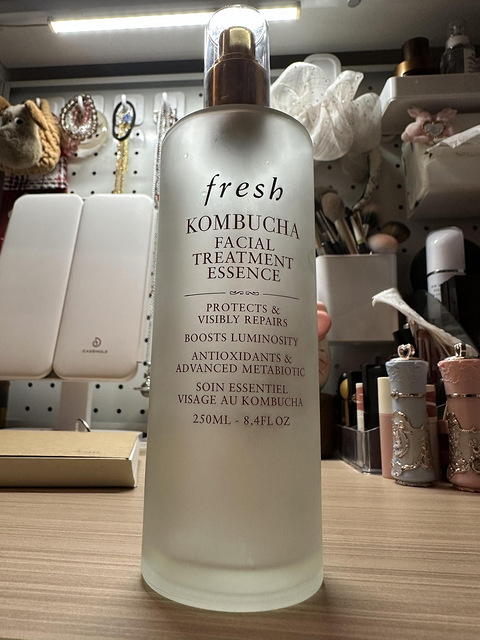 fresh
KOMBUCHA
FACIAL
TREATMENT
ESSENCE
PROTECTS &
VISIBLY REPAIRS
BOOSTS LUMINOSITY
ANTIOXIDANTS &
ADVANCED METABIOTIC
SOIN ESSENTIEL
VISAGE AU KOMBUCHA
250ML - 8.4FL OZ